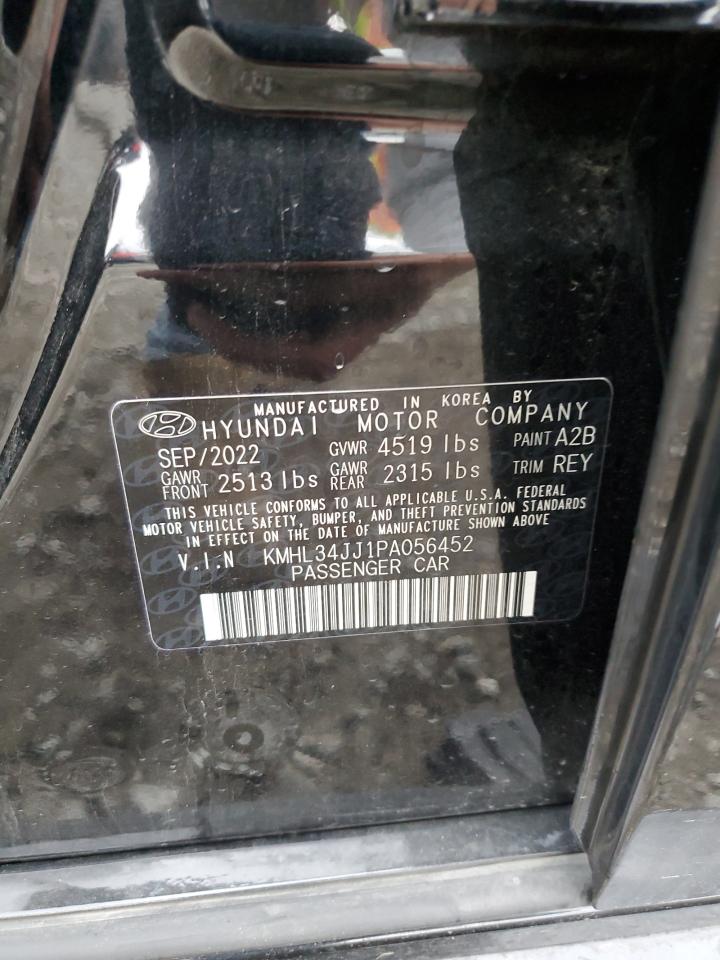 MANUFACTURED IN KOREA BY
HYUNDAI MOTOR COMPANY
SEP/2022 GVWR 4519 lbs PAINT A2B
GAWR FRONT 2513 lbs GAWR REAR 2315 lbs TRIM REY
THIS VEHICLE CONFORMS TO ALL APPLICABLE U.S.A. FEDERAL
MOTOR VEHICLE SAFETY, BUMPER, AND THEFT PREVENTION STANDARDS
IN EFFECT ON THE DATE OF MANUFACTURE SHOWN ABOVE
V.I.N KMHL34JJ1PA056452
PASSENGER CAR